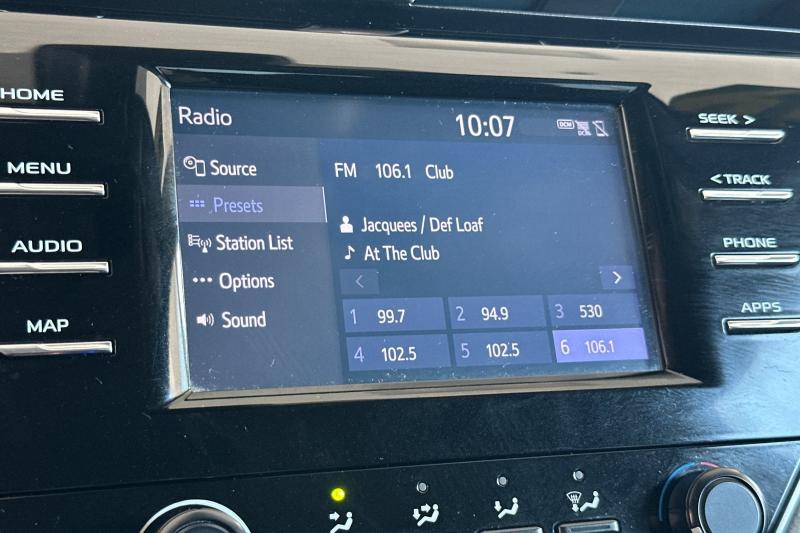 HOME
MENU
AUDIO
MAP
Radio
10:07
DCM
Source
Presets
Station List
Options
Sound
FM 106.1 Club
Jacquees / Def Loaf
At The Club
<
>
1 99.7
2 94.9
3 530
4 102.5
5 102.5
6 106.1
SEEK >
< TRACK
PHONE
APPS